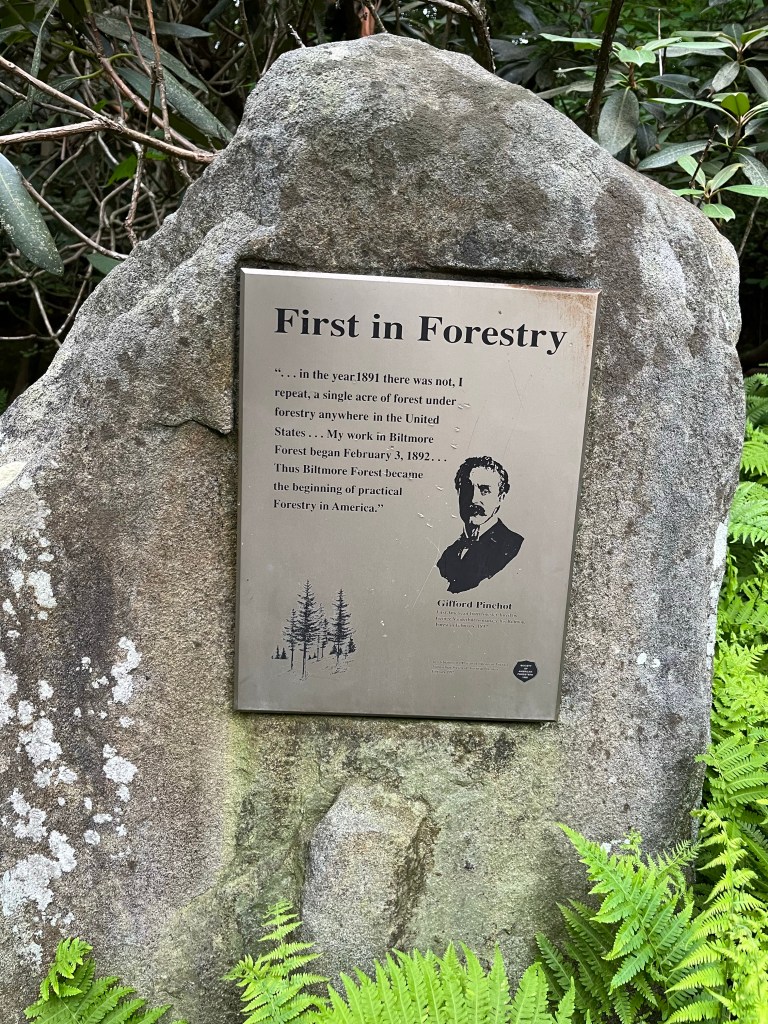 First in Forestry
“. . . in the year 1891 there was not, I
repeat, a single acre of forest under
forestry anywhere in the United
States . . . My work in Biltmore
Forest began February 3, 1892 . . .
Thus Biltmore Forest became
the beginning of practical
Forestry in America.”
Gifford Pinchot